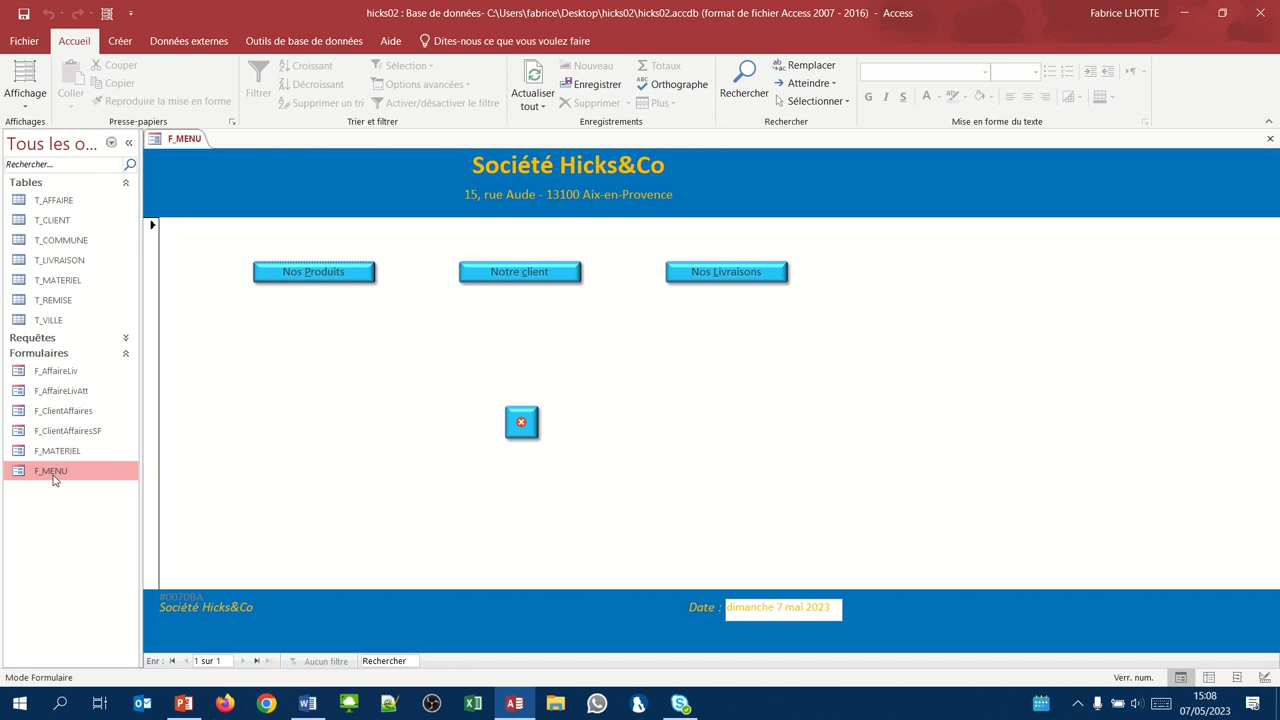 hicks02 : Base de données- C:\Users\fabrice\Desktop\hicks02\hicks02.accdb (format de fichier Access 2007 - 2016) - Access
Fabrice LHOTTE
Fichier Accueil Créer Données externes Outils de base de données Aide Dites-nous ce que vous voulez faire
Affichage
Affichages
Coller
Couper
Copier
Reproduire la mise en forme
Presse-papiers
Filtrer
Croissant
Décroissant
Supprimer un tri
Sélection
Options avancées
Activer/désactiver le filtre
Trier et filtrer
Actualiser
tout
Nouveau
Enregistrer
Supprimer
Totaux
Orthographe
Plus
Enregistrements
Rechercher
Remplacer
Atteindre
Sélectionner
Rechercher
G I S A
Mise en forme du texte
Tous les o...
Rechercher...
Tables
T_AFFAIRE
T_CLIENT
T_COMMUNE
T_LIVRAISON
T_MATERIEL
T_REMISE
T_VILLE
Requêtes
Formulaires
F_AffaireLiv
F_AffaireLivAtt
F_ClientAffaires
F_ClientAffairesSF
F_MATERIEL
F_MENU
F_MENU
Société Hicks&Co
15, rue Aude - 13100 Aix-en-Provence
Nos Produits
Notre client
Nos Livraisons
#0070BA
Société Hicks&Co
Date : dimanche 7 mai 2023
Enr : 1 sur 1 Aucun filtre Rechercher
Mode Formulaire
Verr. num.
15:08
07/05/2023